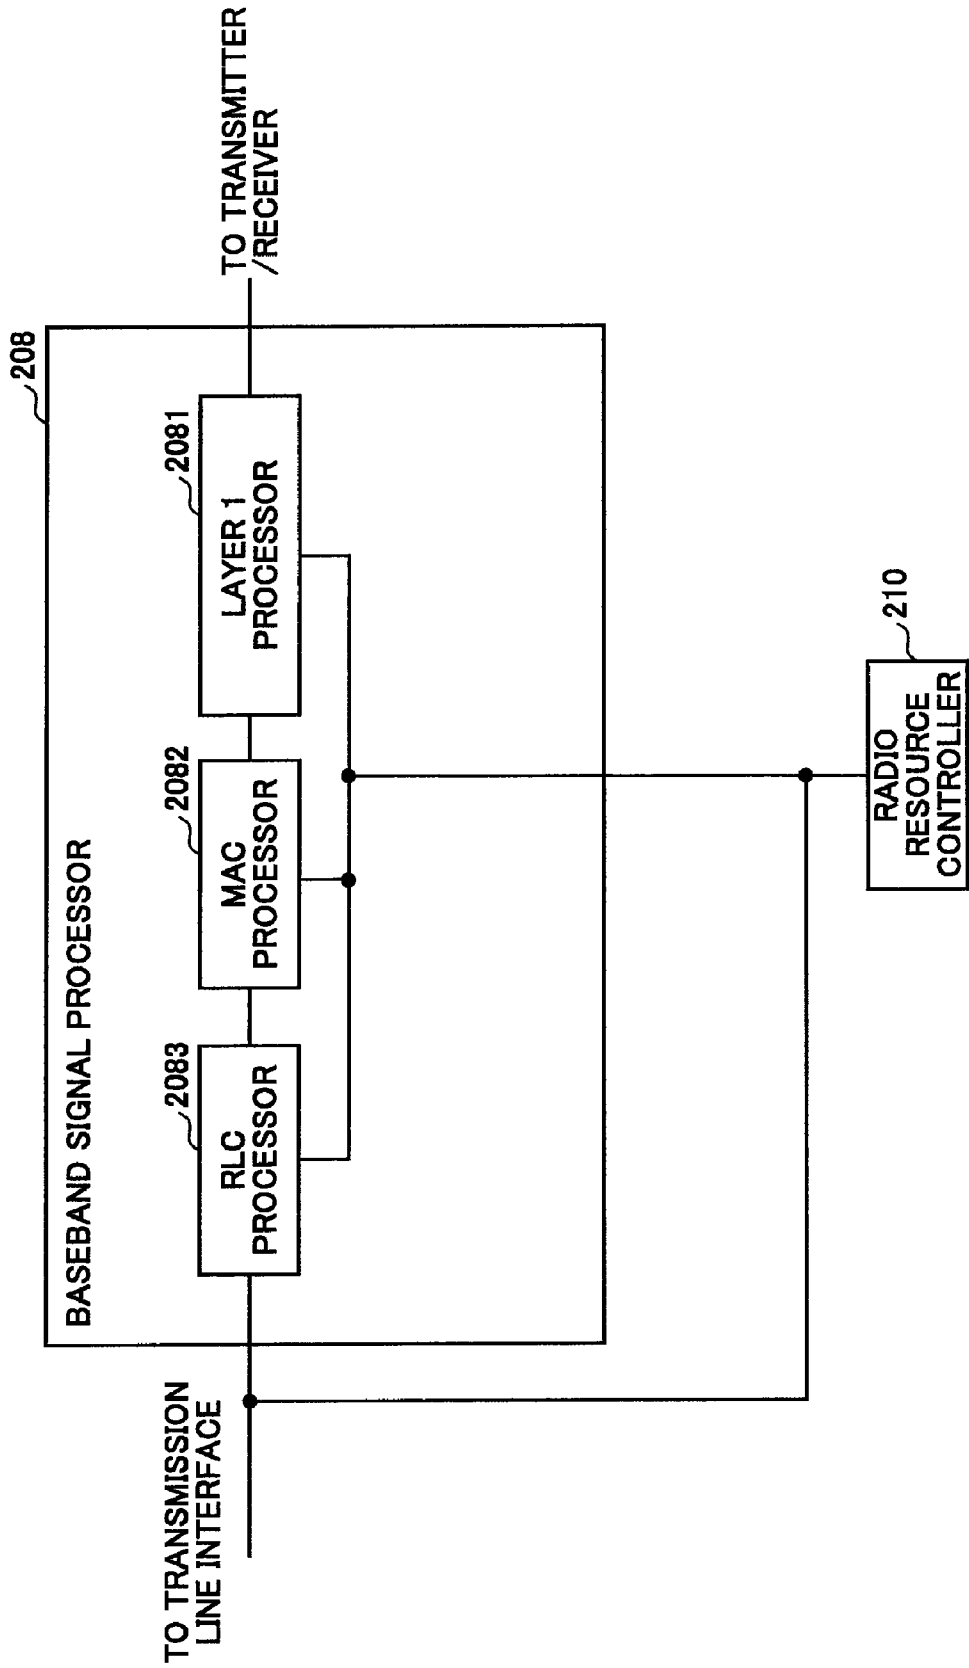 208
BASEBAND SIGNAL PROCESSOR
TO TRANSMISSION
LINE INTERFACE
2083
RLC
PROCESSOR
2082
MAC
PROCESSOR
2081
LAYER 1
PROCESSOR
TO TRANSMITTER
/RECEIVER
210
RADIO
RESOURCE
CONTROLLER